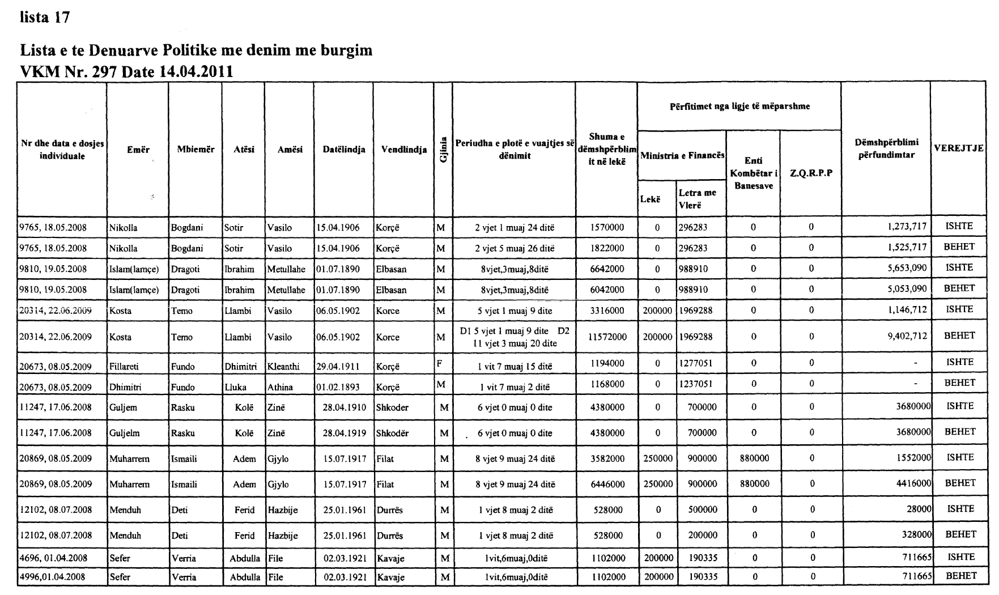 lista 17
Lista e te Denuarve Politike me denim me burgim
VKM Nr. 297 Date 14.04.2011
Nr dhe data e dosjes individuale Emër Mbiemër Atësi Amësi Datëlindja Vendlindja Gjinia Periudha e plotë e vuajtjes së dënimit Shuma e dëmshpërblim it në lekë Përfitimet nga ligje të mëparshme Dëmshpërblimi përfundimtar VEREJTJE
Ministria e Financës Enti Kombëtar i Banesave Z.Q.R.P.P
Lekë Letra me Vlerë
9765, 18.05.2008 Nikolla Bogdani Sotir Vasilo 15.04.1906 Korçë M 2 vjet 1 muaj 24 ditë 1570000 0 296283 0 0 1,273,717 ISHTE
9765, 18.05.2008 Nikolla Bogdani Sotir Vasilo 15.04.1906 Korçë M 2 vjet 5 muaj 26 ditë 1822000 0 296283 0 0 1,525,717 BEHET
9810, 19.05.2008 Islam(lamçe) Dragoti Ibrahim Metullahe 01.07.1890 Elbasan M 8vjet,3muaj,8ditë 6642000 0 988910 0 0 5,653,090 ISHTE
9810, 19.05.2008 Islam(lamçe) Dragoti Ibrahim Metullahe 01.07.1890 Elbasan M 8vjet,3muaj,8ditë 6042000 0 988910 0 0 5,053,090 BEHET
20314, 22.06.2009 Kosta Temo Llambi Vasilo 06.05.1902 Korce M 5 vjet 1 muaj 9 dite 3316000 200000 1969288 0 0 1,146,712 ISHTE
20314, 22.06.2009 Kosta Temo Llambi Vasilo 06.05.1902 Korce M D1 5 vjet 1 muaj 9 dite D2 11 vjet 3 muaj 20 dite 11572000 200000 1969288 0 0 9,402,712 BEHET
20673, 08.05.2009 Fillareti Fundo Dhimitri Kleanthi 29.04.1911 Korçë F 1 vit 7 muaj 15 ditë 1194000 0 1277051 0 0 - ISHTE
20673, 08.05.2009 Dhimitri Fundo Lluka Athina 01.02.1893 Korçë M 1 vit 7 muaj 2 ditë 1168000 0 1237051 0 0 - BEHET
11247, 17.06.2008 Guljem Rasku Kolë Zinë 28.04.1910 Shkoder M 6 vjet 0 muaj 0 dite 4380000 0 700000 0 0 3680000 ISHTE
11247, 17.06.2008 Guljelm Rasku Kolë Zinë 28.04.1919 Shkodër M 6 vjet 0 muaj 0 dite 4380000 0 700000 0 0 3680000 BEHET
20869, 08.05.2009 Muharrem Ismaili Adem Gjylo 15.07.1917 Filat M 8 vjet 9 muaj 24 ditë 3582000 250000 900000 880000 0 1552000 ISHTE
20869, 08.05.2009 Muharrem Ismaili Adem Gjylo 15.07.1917 Filat M 8 vjet 9 muaj 24 ditë 6446000 250000 900000 880000 0 4416000 BEHET
12102, 08.07.2008 Menduh Deti Ferid Hazbije 25.01.1961 Durrës M 1 vjet 8 muaj 2 ditë 528000 0 500000 0 0 28000 ISHTE
12102, 08.07.2008 Menduh Deti Ferid Hazbije 25.01.1961 Durrës M 1 vjet 8 muaj 2 ditë 528000 0 200000 0 0 328000 BEHET
4696, 01.04.2008 Sefer Verria Abdulla File 02.03.1921 Kavaje M 1vit,6muaj,0ditë 1102000 200000 190335 0 0 711665 ISHTE
4996,01.04.2008 Sefer Verria Abdulla File 02.03.1921 Kavaje M 1vit,6muaj,0ditë 1102000 200000 190335 0 0 711665 BEHET